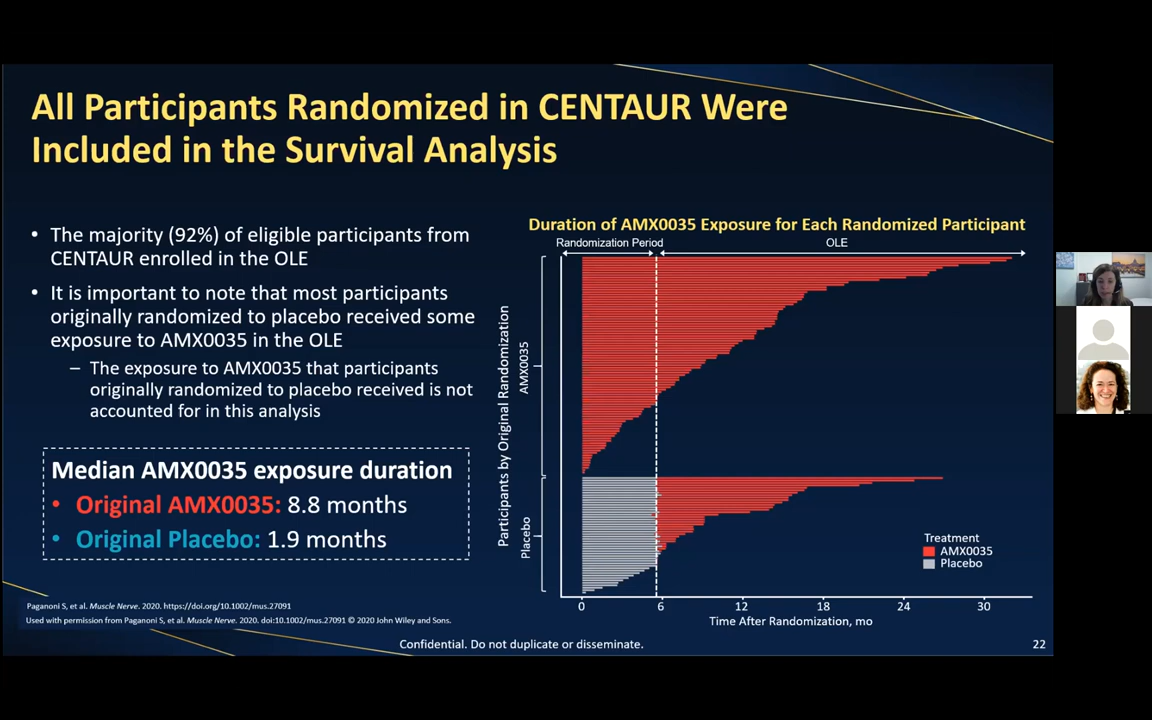 All Participants Randomized in CENTAUR Were
Included in the Survival Analysis
• The majority (92%) of eligible participants from
CENTAUR enrolled in the OLE
• It is important to note that most participants
originally randomized to placebo received some
exposure to AMX0035 in the OLE
– The exposure to AMX0035 that participants
originally randomized to placebo received is not
accounted for in this analysis
Median AMX0035 exposure duration
• Original AMX0035: 8.8 months
• Original Placebo: 1.9 months
Duration of AMX0035 Exposure for Each Randomized Participant
Randomization Period
OLE
Participants by Original Randomization
AMX0035
Placebo
Treatment
AMX0035
Placebo
0 6 12 18 24 30
Time After Randomization, mo
Paganoni S, et al. Muscle Nerve. 2020. https://doi.org/10.1002/mus.27091
Used with permission from Paganoni S, et al. Muscle Nerve. 2020. doi:10.1002/mus.27091 © 2020 John Wiley and Sons.
Confidential. Do not duplicate or disseminate.
22